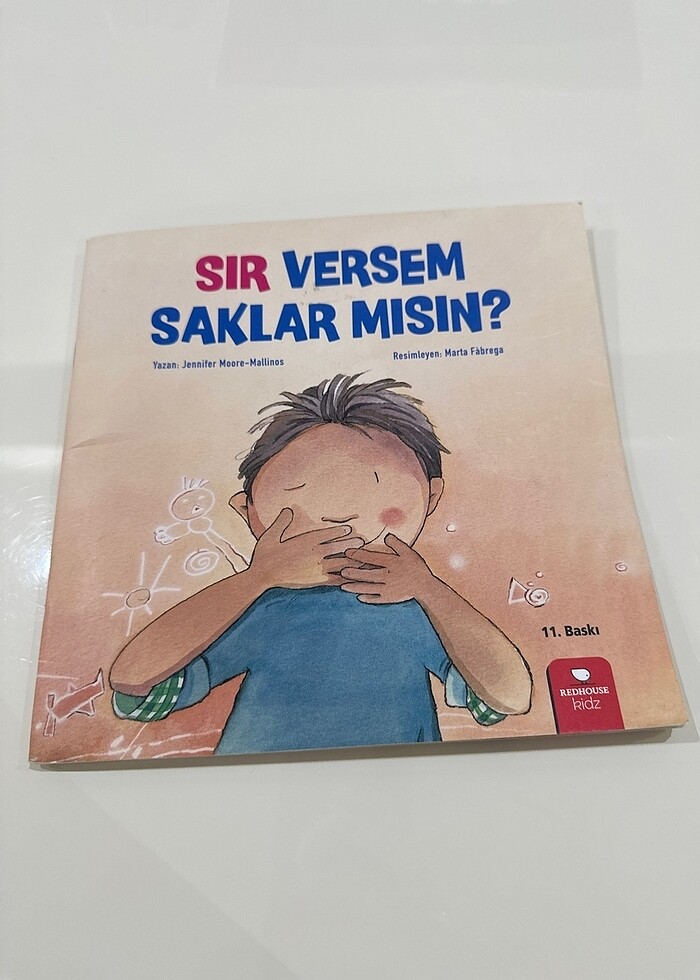 SIR VERSEM
SAKLAR MISIN?
Yazan: Jennifer Moore-Mallinos
Resimleyen: Marta Fàbrega
11. Baskı
REDHOUSE
kidz